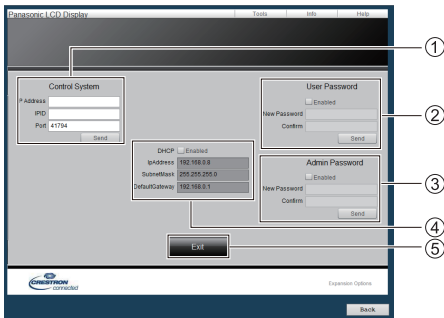 Panasonic LCD Display
Tools Info Help
Control System
IP Address
IPID
Port 41794
Send
User Password
Enabled
New Password
Confirm
Send
DHCP Enabled
IpAddress 192.168.0.8
SubnetMask 255.255.255.0
DefaultGateway 192.168.0.1
Admin Password
Enabled
New Password
Confirm
Send
Exit
CRESTRON
connected
Expansion Options
Back
1
2
3
4
5